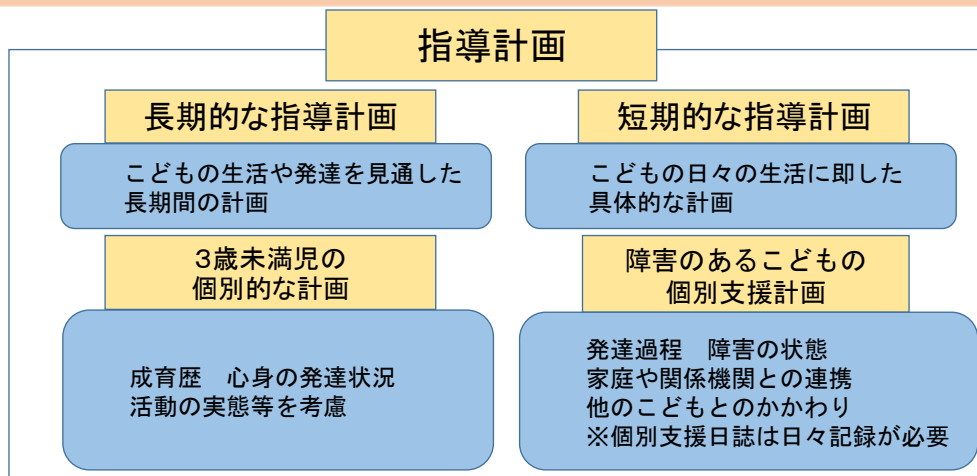 指導計画
長期的な指導計画
こどもの生活や発達を見通した
長期間の計画
短期的な指導計画
こどもの日々の生活に即した
具体的な計画
3歳未満児の
個別的な計画
成育歴　心身の発達状況
活動の実態等を考慮
障害のあるこどもの
個別支援計画
発達過程　障害の状態
家庭や関係機関との連携
他のこどもとのかかわり
※個別支援日誌は日々記録が必要